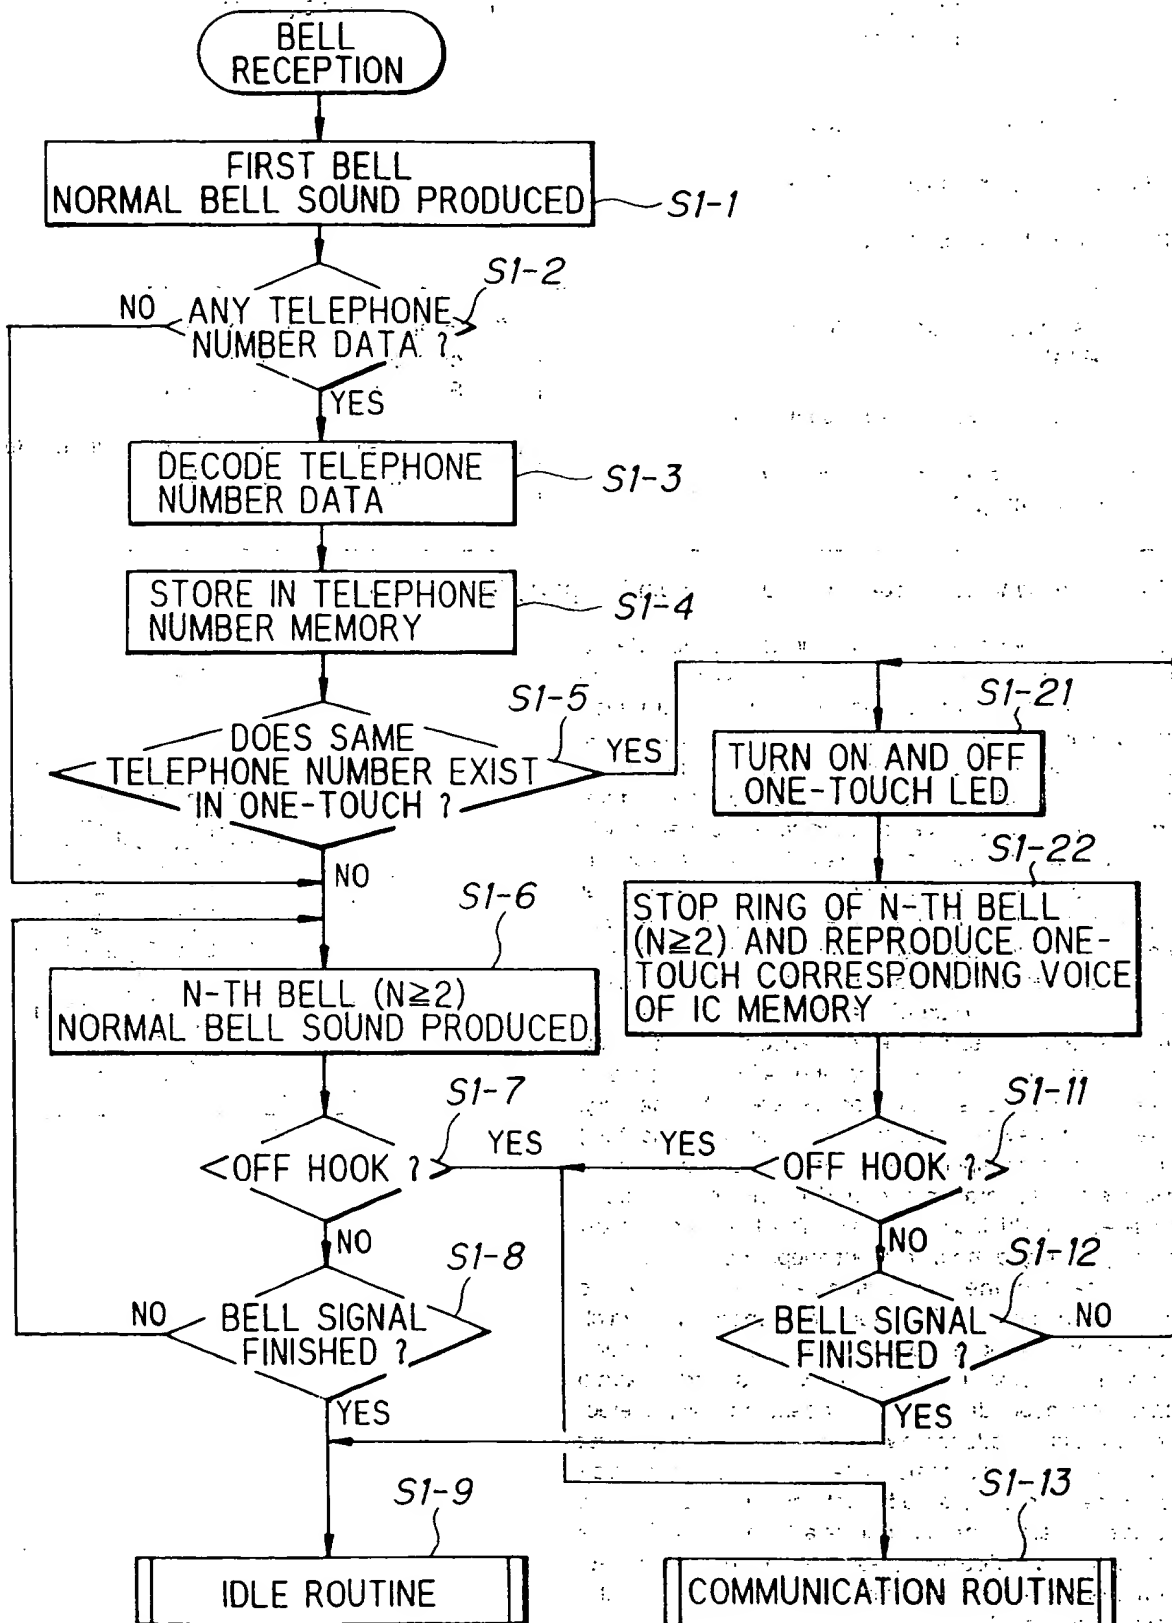 BELL
RECEPTION
FIRST BELL
NORMAL BELL SOUND PRODUCED
S1-1
S1-2
NO
ANY TELEPHONE
NUMBER DATA ?
YES
DECODE TELEPHONE
NUMBER DATA
S1-3
STORE IN TELEPHONE
NUMBER MEMORY
S1-4
S1-5
DOES SAME
TELEPHONE NUMBER EXIST
IN ONE-TOUCH ?
YES
NO
S1-21
TURN ON AND OFF
ONE-TOUCH LED
S1-22
STOP RING OF N-TH BELL
(N≧2) AND REPRODUCE ONE-
TOUCH CORRESPONDING VOICE
OF IC MEMORY
S1-6
N-TH BELL (N≧2)
NORMAL BELL SOUND PRODUCED
S1-7
OFF HOOK ?
YES
NO
S1-11
YES
OFF HOOK ?
NO
S1-8
NO
BELL SIGNAL
FINISHED ?
YES
S1-12
BELL SIGNAL
FINISHED ?
NO
YES
S1-9
IDLE ROUTINE
S1-13
COMMUNICATION ROUTINE